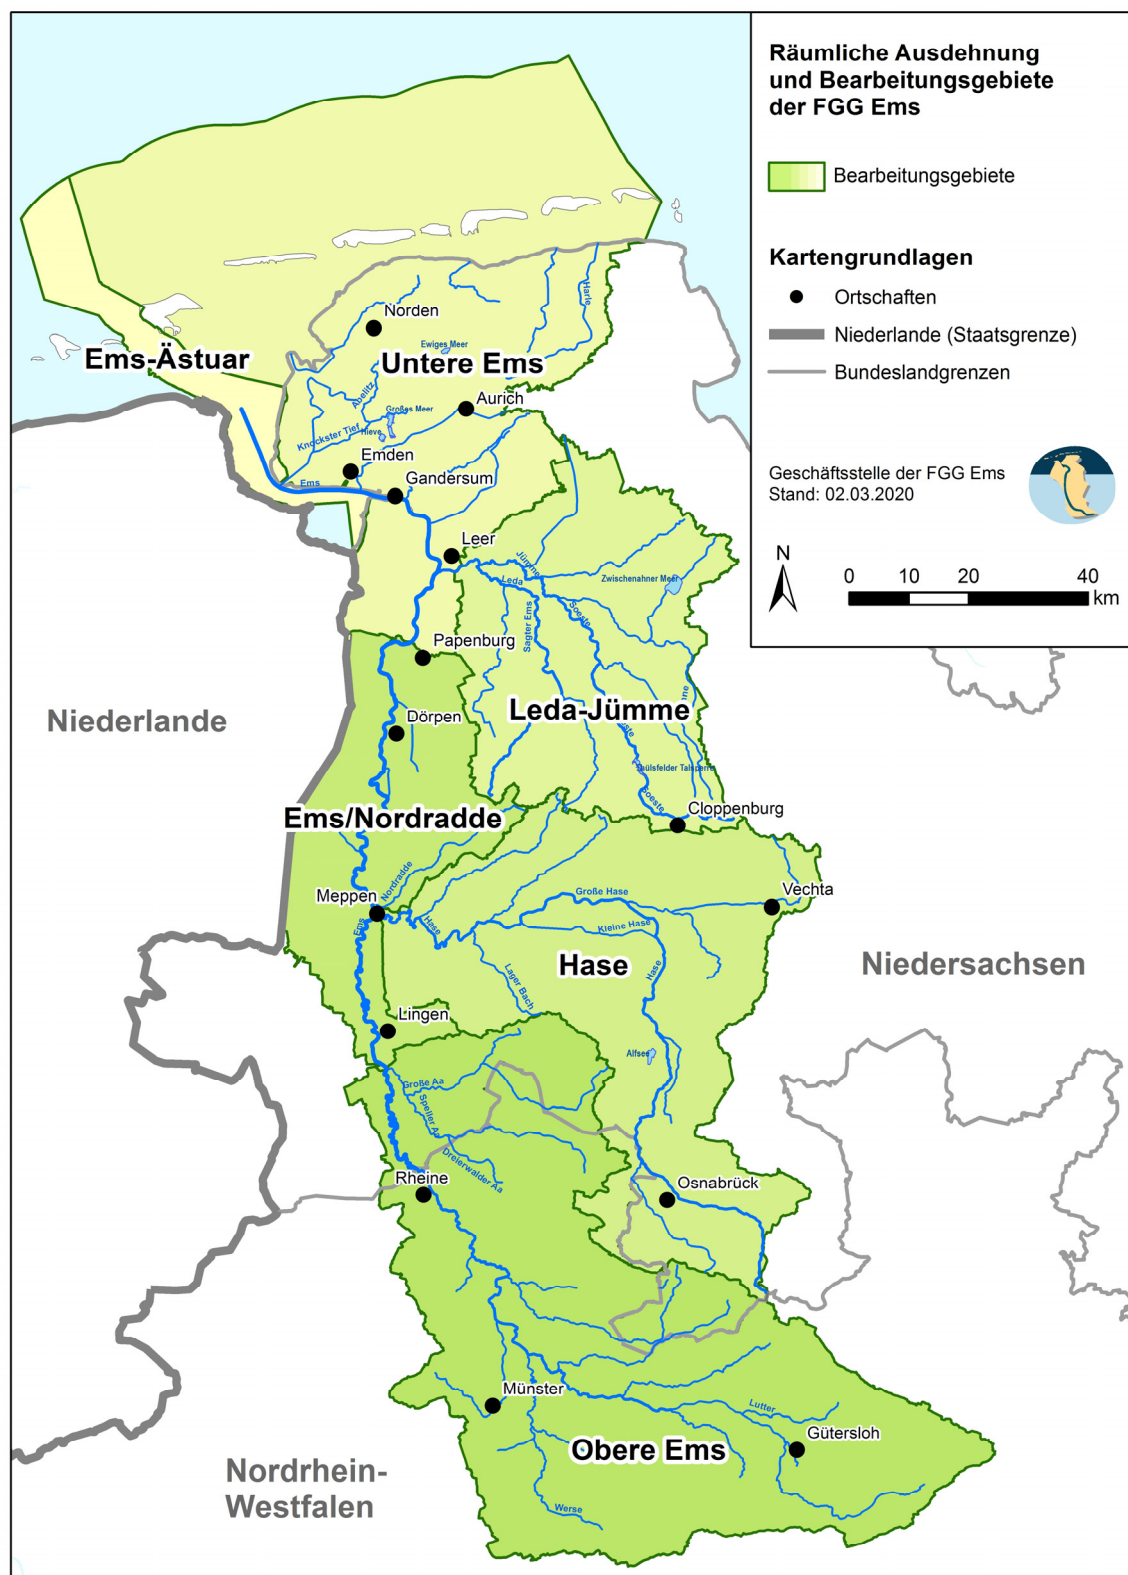 Räumliche Ausdehnung
und Bearbeitungsgebiete
der FGG Ems
Bearbeitungsgebiete
Kartengrundlagen
Ortschaften
Niederlande (Staatsgrenze)
Bundeslandgrenzen
Geschäftsstelle der FGG Ems
Stand: 02.03.2020
N
0 10 20 40
km
Harle
Norden
Ewiges Meer
Ems-Ästuar
Untere Ems
Abelitz
Aurich
Großes Meer
Knockster Tief
Hieve
Emden
Ems
Gandersum
Leer
Jümme
Leda
Zwischenahner Meer
Soeste
Sagter Ems
Papenburg
Niederlande
Dörpen
Leda-Jümme
Thülsfelder Talsperre
Soeste
Cloppenburg
Ems/Nordradde
Nordradde
Meppen
Vechta
Große Hase
Ems
Hase
Kleine Hase
Hase
Hase
Niedersachsen
Lager Bach
Lingen
Alfsee
Große Aa
Speller Aa
Dreierwalder Aa
Rheine
Osnabrück
Münster
Lutter
Gütersloh
Obere Ems
Nordrhein-
Westfalen
Werse